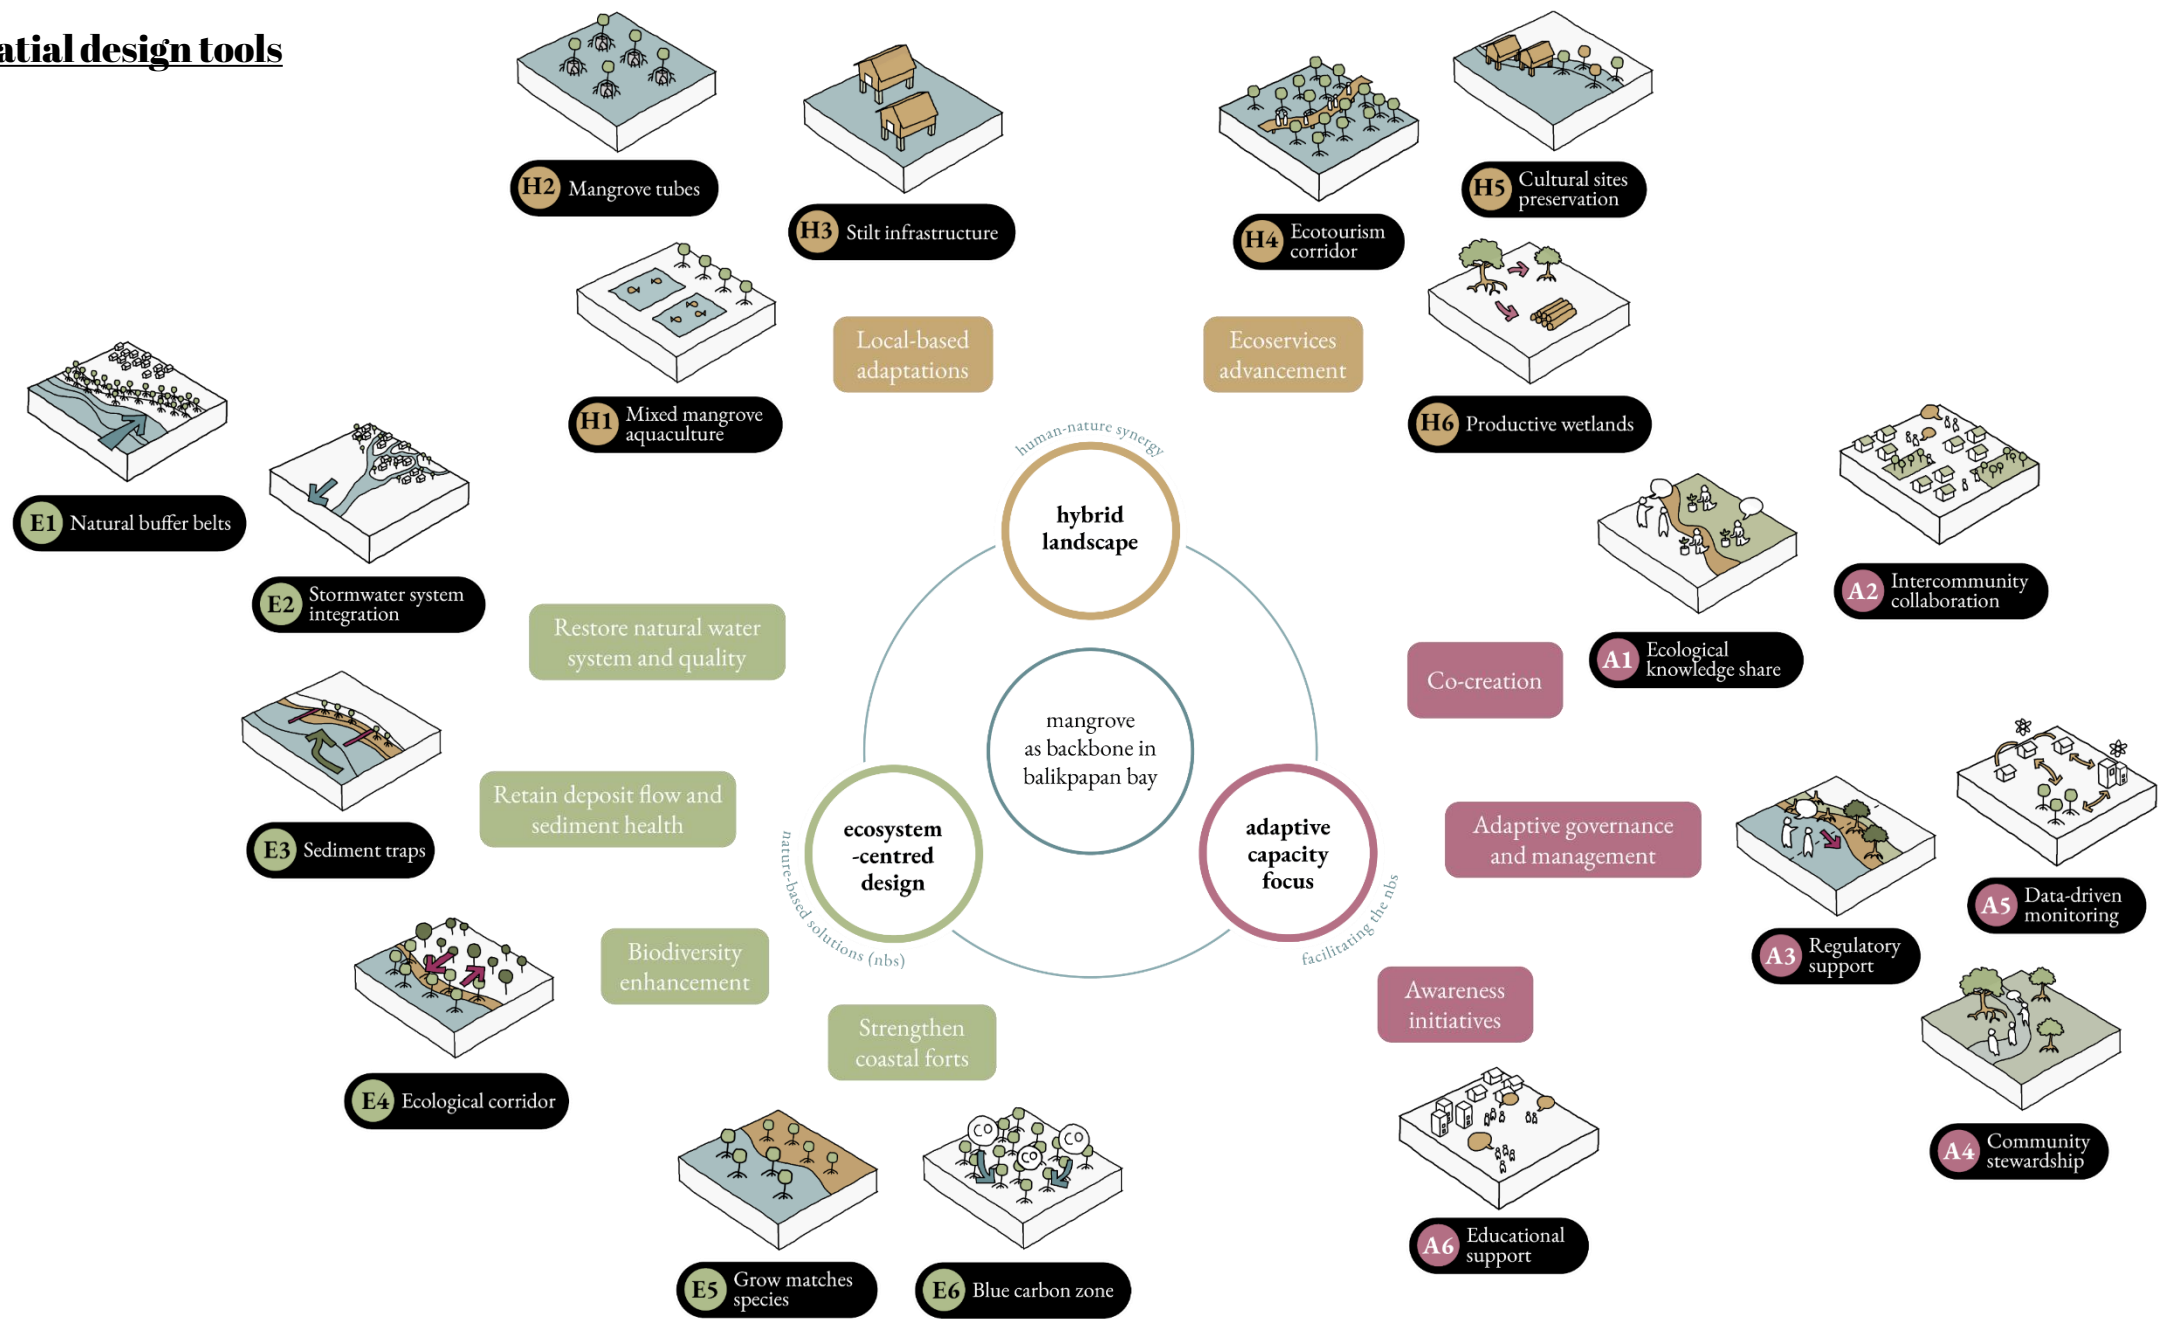 atial design tools
H2 Mangrove tubes
H3 Stilt infrastructure
H4 Ecotourism
corridor
H5 Cultural sites
preservation
H1 Mixed mangrove
aquaculture
Local-based
adaptations
Ecoservices
advancement
H6 Productive wetlands
E1 Natural buffer belts
E2 Stormwater system
integration
human-nature synergy
hybrid
landscape
A1 Ecological
knowledge share
A2 Intercommunity
collaboration
Restore natural water
system and quality
Co-creation
mangrove
as backbone in
balikpapan bay
E3 Sediment traps
Retain deposit flow and
sediment health
ecosystem
-centred
design
nature-based solutions (nbs)
adaptive
capacity
focus
facilitating the nbs
Adaptive governance
and management
A3 Regulatory
support
A5 Data-driven
monitoring
Biodiversity
enhancement
Awareness
initiatives
E4 Ecological corridor
Strengthen
coastal forts
A4 Community
stewardship
CO
CO
CO
E5 Grow matches
species
E6 Blue carbon zone
A6 Educational
support